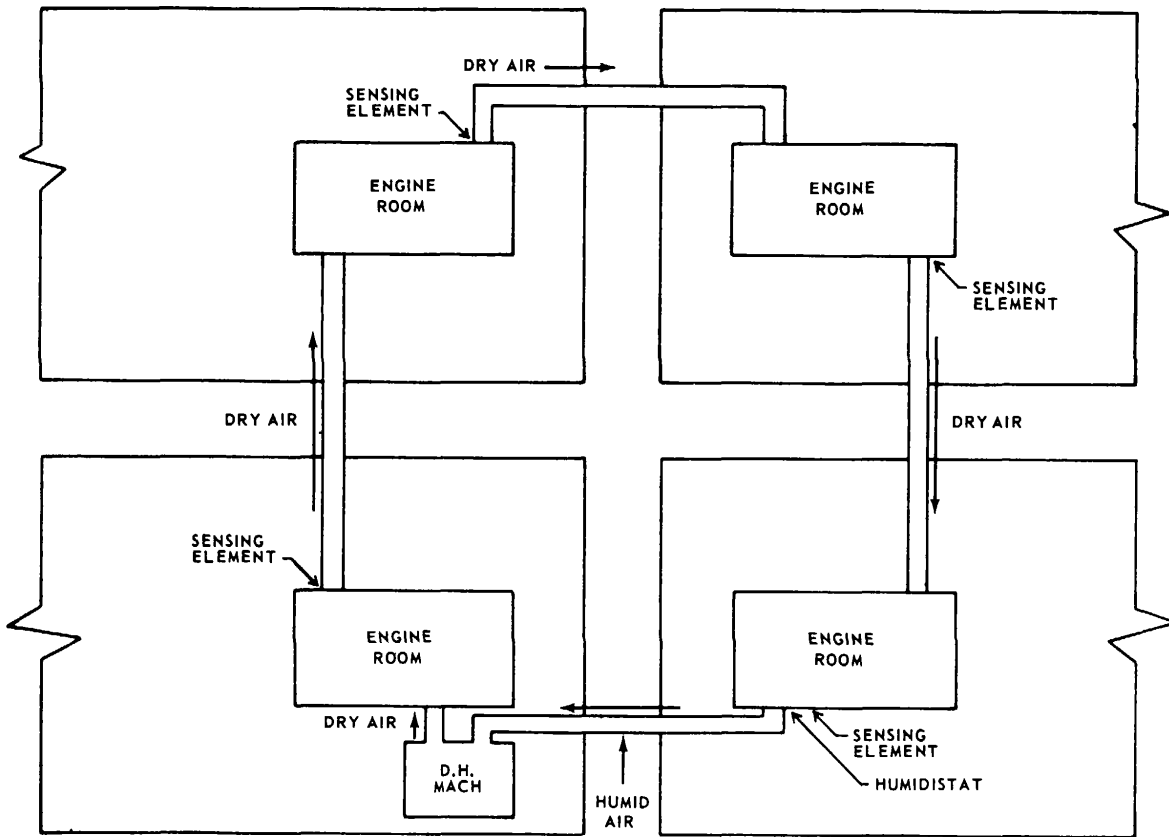 DRY AIR
SENSING
ELEMENT
ENGINE
ROOM
ENGINE
ROOM
SENSING
ELEMENT
DRY AIR
DRY AIR
SENSING
ELEMENT
ENGINE
ROOM
ENGINE
ROOM
DRY AIR
SENSING
ELEMENT
D.H.
MACH
HUMIDISTAT
HUMID
AIR